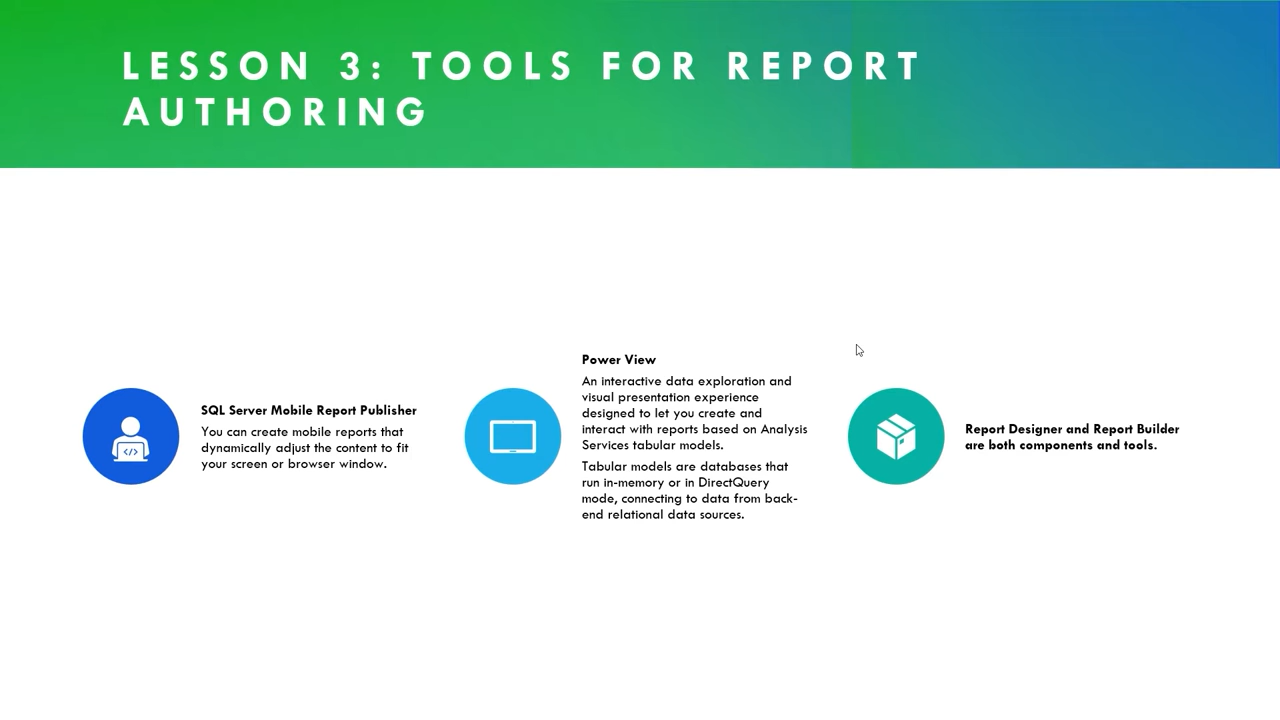 LESSON 3: TOOLS FOR REPORT
AUTHORING
SQL Server Mobile Report Publisher
You can create mobile reports that
dynamically adjust the content to fit
your screen or browser window.
Power View
An interactive data exploration and
visual presentation experience
designed to let you create and
interact with reports based on Analysis
Services tabular models.
Tabular models are databases that
run in-memory or in DirectQuery
mode, connecting to data from back-
end relational data sources.
Report Designer and Report Builder
are both components and tools.